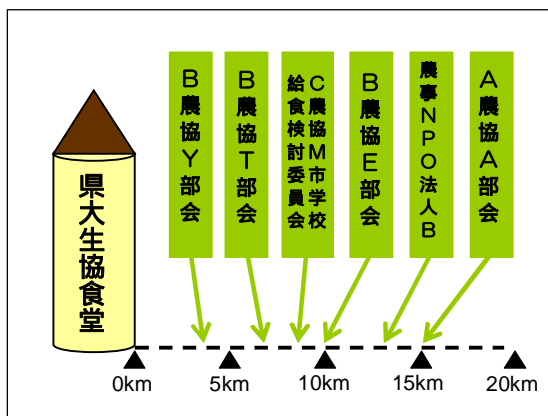 県大生協食堂
B農協Y部会
B農協T部会
C農協M市学校
給食検討委員会
B農協E部会
農事NPO法人B
A農協A部会
0km
5km
10km
15km
20km